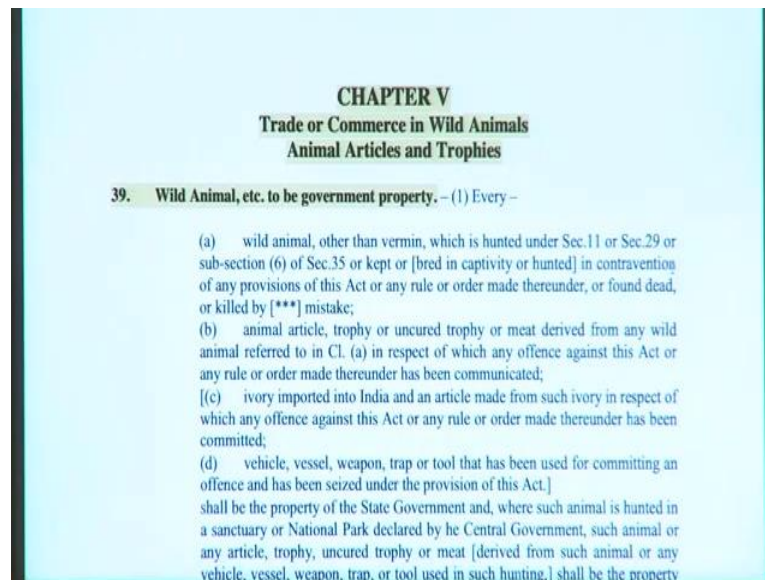 CHAPTER V
Trade or Commerce in Wild Animals
Animal Articles and Trophies
39. Wild Animal, etc. to be government property. – (1) Every –
(a) wild animal, other than vermin, which is hunted under Sec.11 or Sec.29 or
sub-section (6) of Sec.35 or kept or [bred in captivity or hunted] in contravention
of any provisions of this Act or any rule or order made thereunder, or found dead,
or killed by [***] mistake;
(b) animal article, trophy or uncured trophy or meat derived from any wild
animal referred to in Cl. (a) in respect of which any offence against this Act or
any rule or order made thereunder has been communicated;
[(c) ivory imported into India and an article made from such ivory in respect of
which any offence against this Act or any rule or order made thereunder has been
committed;
(d) vehicle, vessel, weapon, trap or tool that has been used for committing an
offence and has been seized under the provision of this Act.]
shall be the property of the State Government and, where such animal is hunted in
a sanctuary or National Park declared by he Central Government, such animal or
any article, trophy, uncured trophy or meat [derived from such animal or any
vehicle, vessel, weapon, trap, or tool used in such hunting,] shall be the property